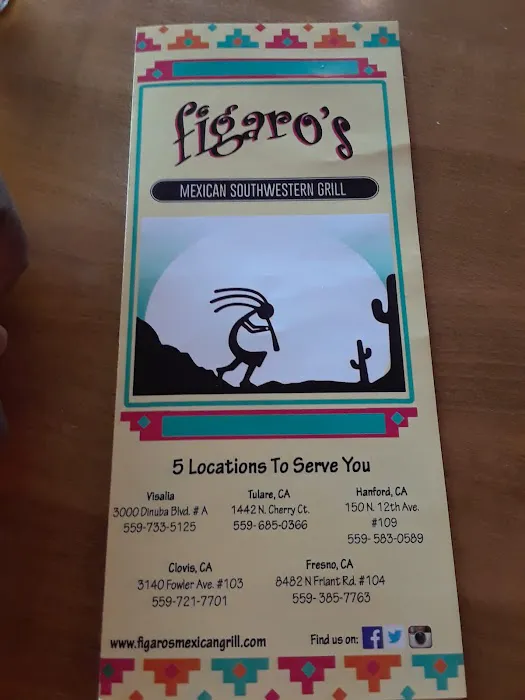 figaro's
MEXICAN SOUTHWESTERN GRILL
5 Locations To Serve You
Visalia
3000 Dinuba Blvd. # A
559-733-5125
Tulare, CA
1442 N. Cherry Ct.
559-685-0366
Hanford, CA
150 N. 12th Ave.
#109
559-583-0589
Clovis, CA
3140 Fowler Ave. #103
559-721-7701
Fresno, CA
8482 N Friant Rd. #104
559-385-7763
www.figarosmexicangrill.com
Find us on: